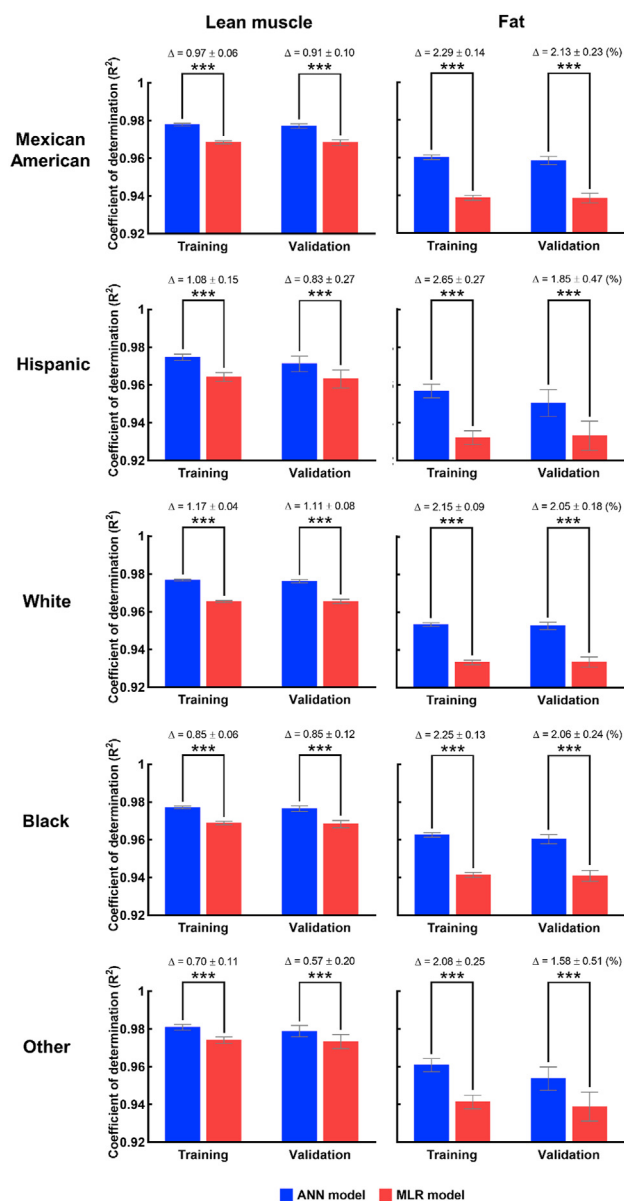 Lean muscle
Fat
Δ = 0.97 ± 0.06
Δ = 0.91 ± 0.10
Δ = 2.29 ± 0.14
Δ = 2.13 ± 0.23 (%)
***
***
***
***
Mexican
American
Coefficient of determination (R²)
1
0.98
0.96
0.94
0.92
Training
Validation
Training
Validation
Δ = 1.08 ± 0.15
Δ = 0.83 ± 0.27
Δ = 2.65 ± 0.27
Δ = 1.85 ± 0.47 (%)
***
***
***
***
Hispanic
Coefficient of determination (R²)
1
0.98
0.96
0.94
0.92
Training
Validation
Training
Validation
Δ = 1.17 ± 0.04
Δ = 1.11 ± 0.08
Δ = 2.15 ± 0.09
Δ = 2.05 ± 0.18 (%)
***
***
***
***
White
Coefficient of determination (R²)
1
0.98
0.96
0.94
0.92
Training
Validation
Training
Validation
Δ = 0.85 ± 0.06
Δ = 0.85 ± 0.12
Δ = 2.25 ± 0.13
Δ = 2.06 ± 0.24 (%)
***
***
***
***
Black
Coefficient of determination (R²)
1
0.98
0.96
0.94
0.92
Training
Validation
Training
Validation
Δ = 0.70 ± 0.11
Δ = 0.57 ± 0.20
Δ = 2.08 ± 0.25
Δ = 1.58 ± 0.51 (%)
***
***
***
***
Other
Coefficient of determination (R²)
1
0.98
0.96
0.94
0.92
Training
Validation
Training
Validation
ANN model
MLR model